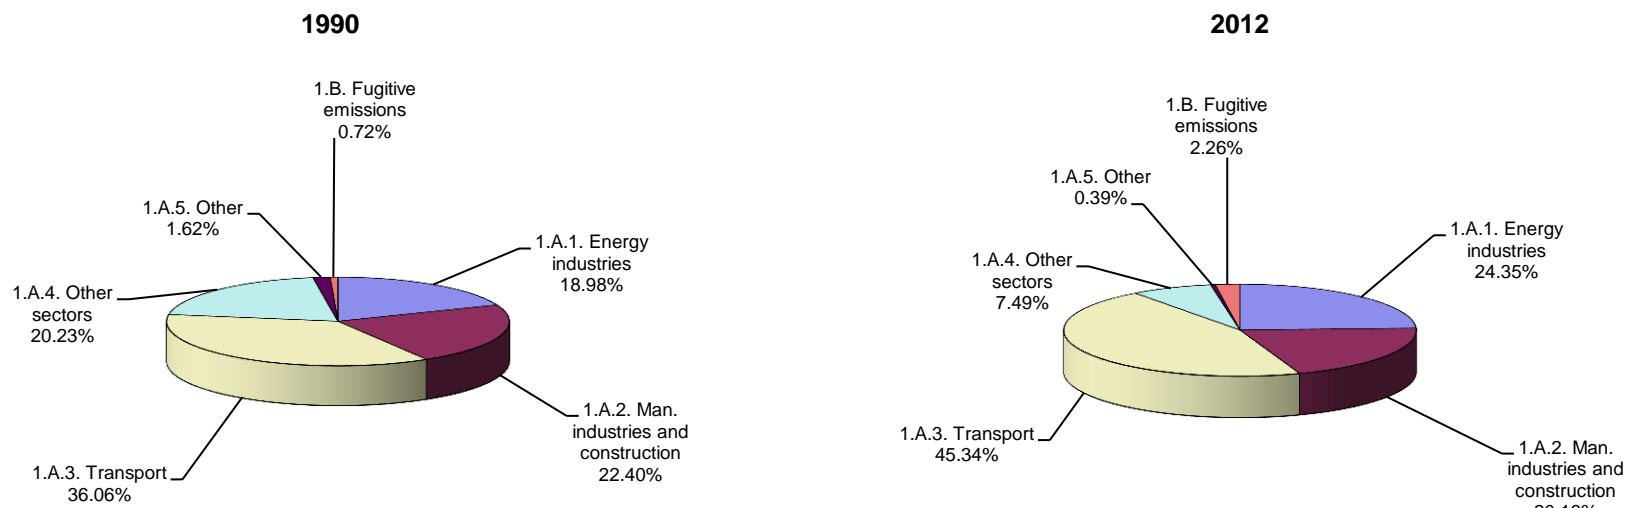 1990
1.B. Fugitive
emissions
0.72%
1.A.5. Other
1.62%
1.A.1. Energy
industries
18.98%
1.A.4. Other
sectors
20.23%
1.A.2. Man.
industries and
construction
22.40%
1.A.3. Transport
36.06%
2012
1.B. Fugitive
emissions
2.26%
1.A.5. Other
0.39%
1.A.1. Energy
industries
24.35%
1.A.4. Other
sectors
7.49%
1.A.3. Transport
45.34%
1.A.2. Man.
industries and
construction